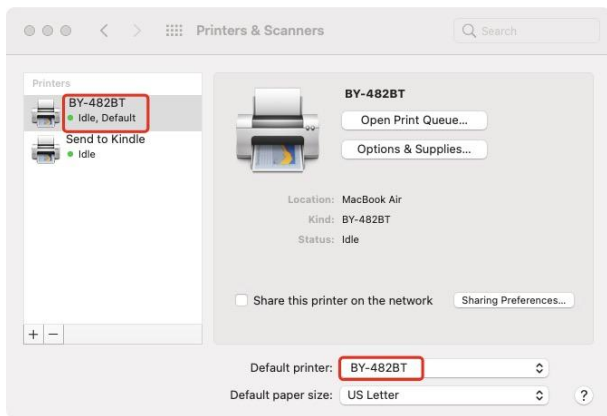 Printers & Scanners
Search
Printers
BY-482BT
Idle, Default
Send to Kindle
Idle
BY-482BT
Open Print Queue...
Options & Supplies...
Location: MacBook Air
Kind: BY-482BT
Status: Idle
Share this printer on the network
Sharing Preferences...
+ −
Default printer: BY-482BT
Default paper size: US Letter
?